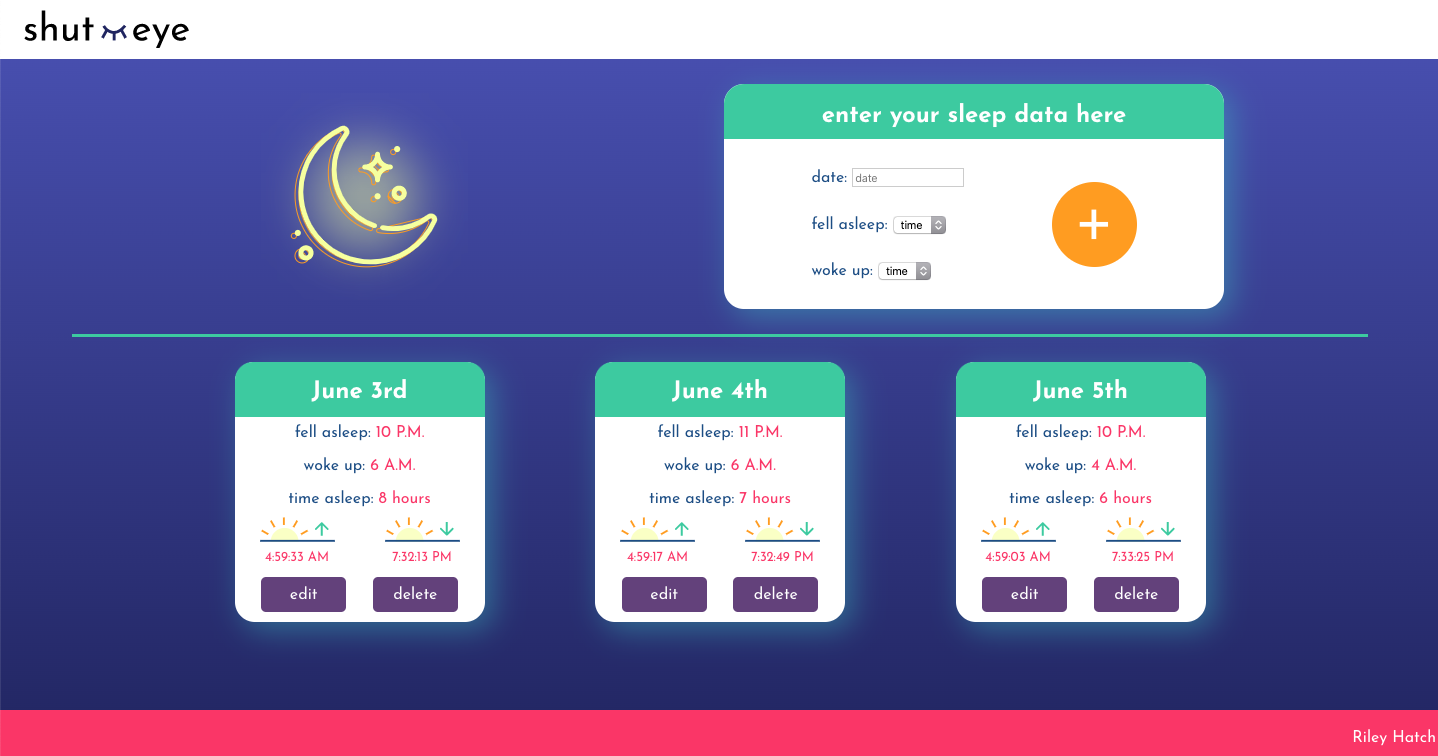 shut eye
enter your sleep data here
date: date
fell asleep: time
woke up: time
+
June 3rd
fell asleep: 10 P.M.
woke up: 6 A.M.
time asleep: 8 hours
4:59:33 AM 7:32:13 PM
edit delete
June 4th
fell asleep: 11 P.M.
woke up: 6 A.M.
time asleep: 7 hours
4:59:17 AM 7:32:49 PM
edit delete
June 5th
fell asleep: 10 P.M.
woke up: 4 A.M.
time asleep: 6 hours
4:59:03 AM 7:33:25 PM
edit delete
Riley Hatch